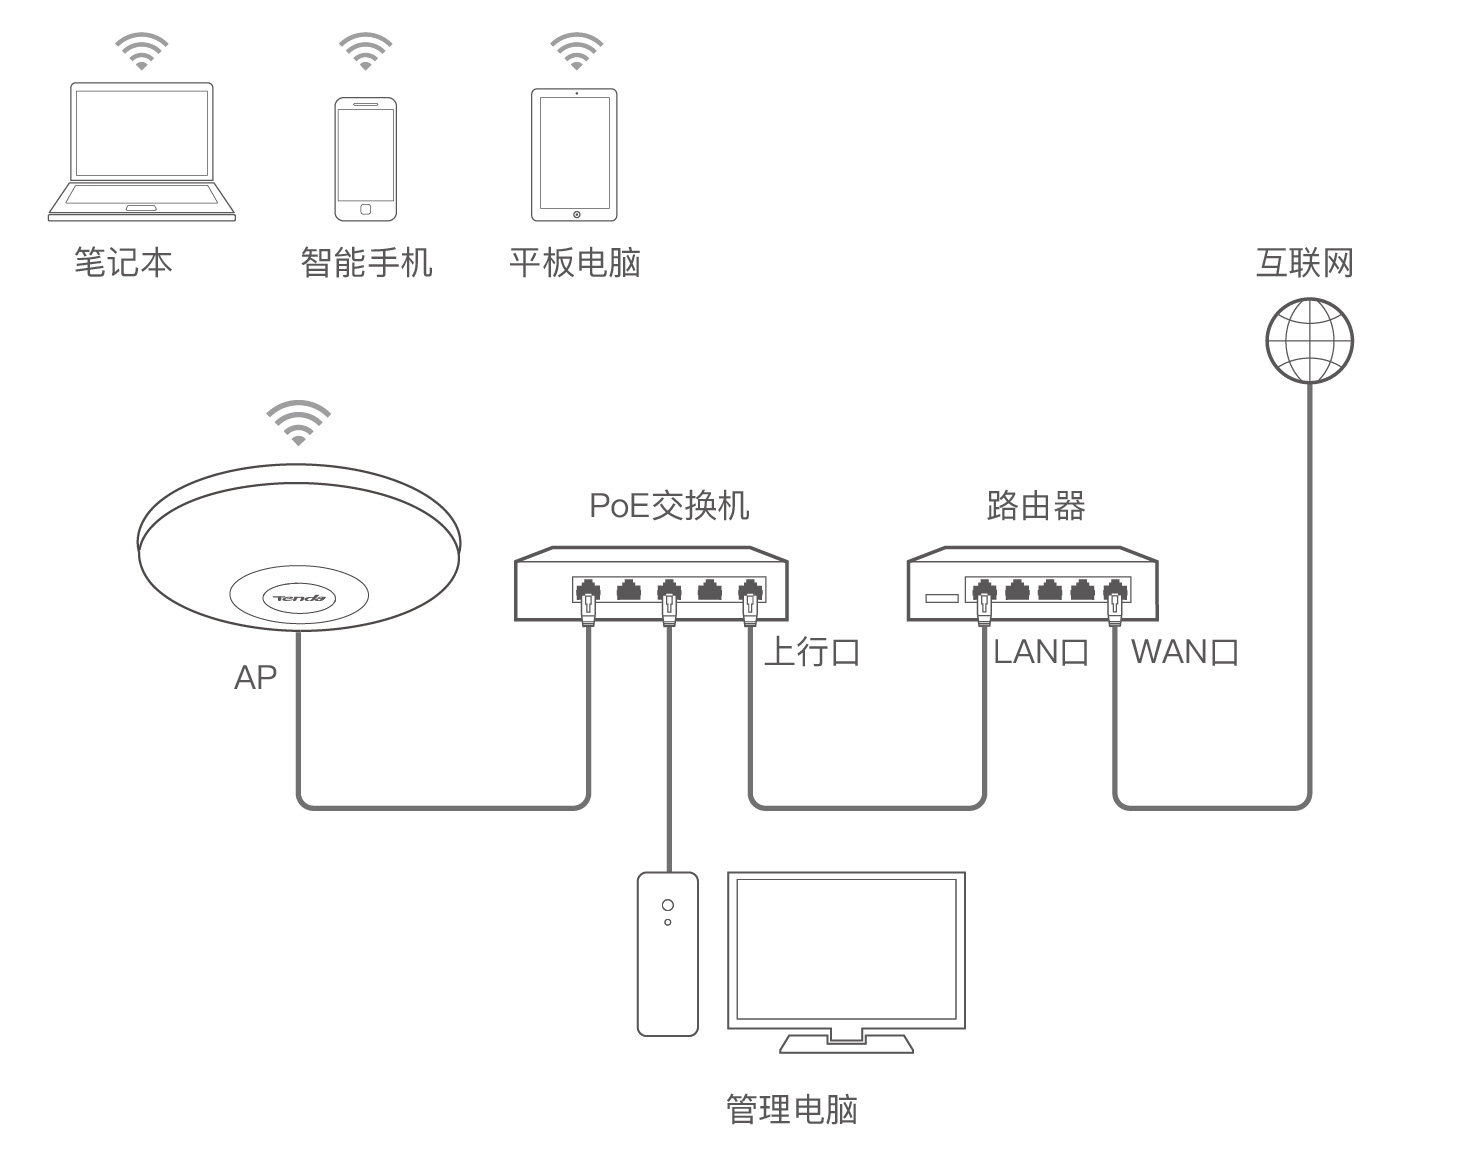 笔记本
智能手机
平板电脑
互联网
PoE交换机
路由器
Tenda
上行口
LAN口
WAN口
AP
管理电脑